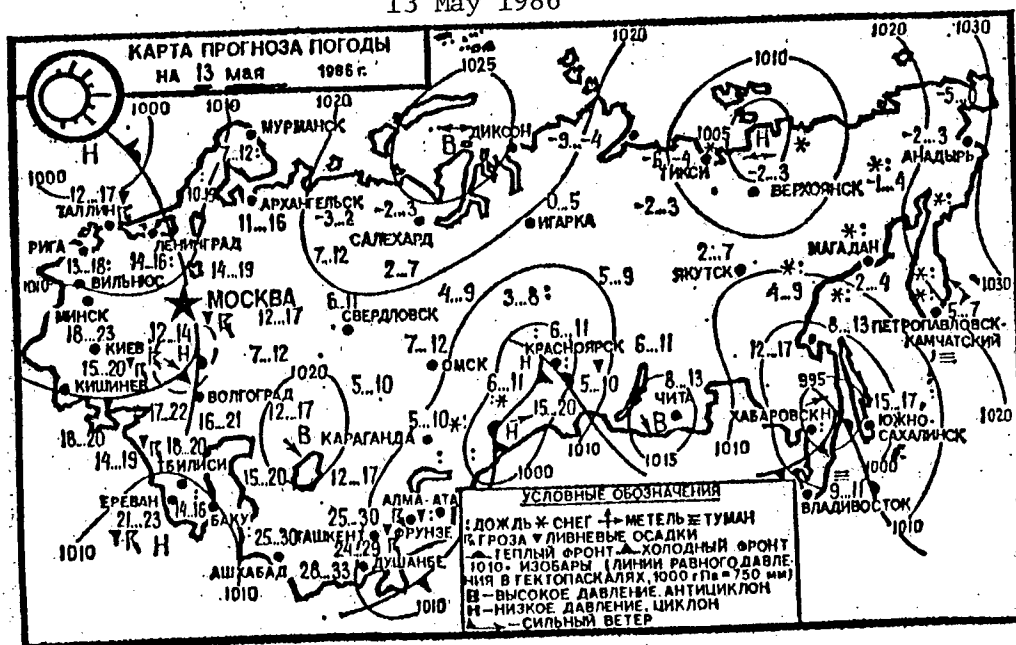 13 May 1986
КАРТА ПРОГНОЗА ПОГОДЫ
НА 13 мая 1986 г.
1000
1010
1020
1025
1020
1010
1020
1030
Н
МУРМАНСК
ДИКСОН
В
-9...-4
1005
Н
-5
1000
12...17
ТАЛЛИН
10...15
АРХАНГЕЛЬСК
11...16
-3...2
-2...3
САЛЕХАРД
0...5
ИГАРКА
-6...-4
ТИКСИ
-2...3
ВЕРХОЯНСК
-2...3
АНАДЫРЬ
-1...4
-2...3
РИГА
ЛЕНИНГРАД
13...18
14...16
14...19
ВИЛЬНЮС
1010
7...12
2...7
2...7
ЯКУТСК
МАГАДАН
2...4
МИНСК
МОСКВА
12...17
6...11
СВЕРДЛОВСК
4...9
3...8
5...9
4...9
1030
5...7
ПЕТРОПАВЛОВСК-
КАМЧАТСКИЙ
18...23
КИЕВ
12...14
Н
15...20
КИШИНЕВ
7...12
7...12
ОМСК
6...11
КРАСНОЯРСК
Н
6...11
5...10
6...11
12...17
8...13
ВОЛГОГРАД
1020
5...10
6...11
8...13
ЧИТА
995
17...22
16...21
12...17
В
КАРАГАНДА
5...10
15...20
Н
В
ХАБАРОВСК
Н
15...17
ЮЖНО-
САХАЛИНСК
1020
18...20
14...19
18...20
ТБИЛИСИ
15...20
12...17
1010
1000
1015
1010
1000
9...11
ВЛАДИВОСТОК
1010
ЕРЕВАН
14...16
21...23
БАКУ
Н
1010
25...30
АШХАБАД
1010
АЛМА-АТА
25...30
ТАШКЕНТ
ФРУНЗЕ
24...29
ДУШАНБЕ
28...33
1010
УСЛОВНЫЕ ОБОЗНАЧЕНИЯ
ДОЖДЬ СНЕГ МЕТЕЛЬ ТУМАН
ГРОЗА ЛИВНЕВЫЕ ОСАДКИ
ТЕПЛЫЙ ФРОНТ ХОЛОДНЫЙ ФРОНТ
1010- ИЗОБАРЫ (ЛИНИИ РАВНОГО ДАВЛЕ-
НИЯ В ГЕКТОПАСКАЛЯХ, 1000 гПа = 750 мм)
В-ВЫСОКОЕ ДАВЛЕНИЕ. АНТИЦИКЛОН
Н-НИЗКОЕ ДАВЛЕНИЕ, ЦИКЛОН
-СИЛЬНЫЙ ВЕТЕР